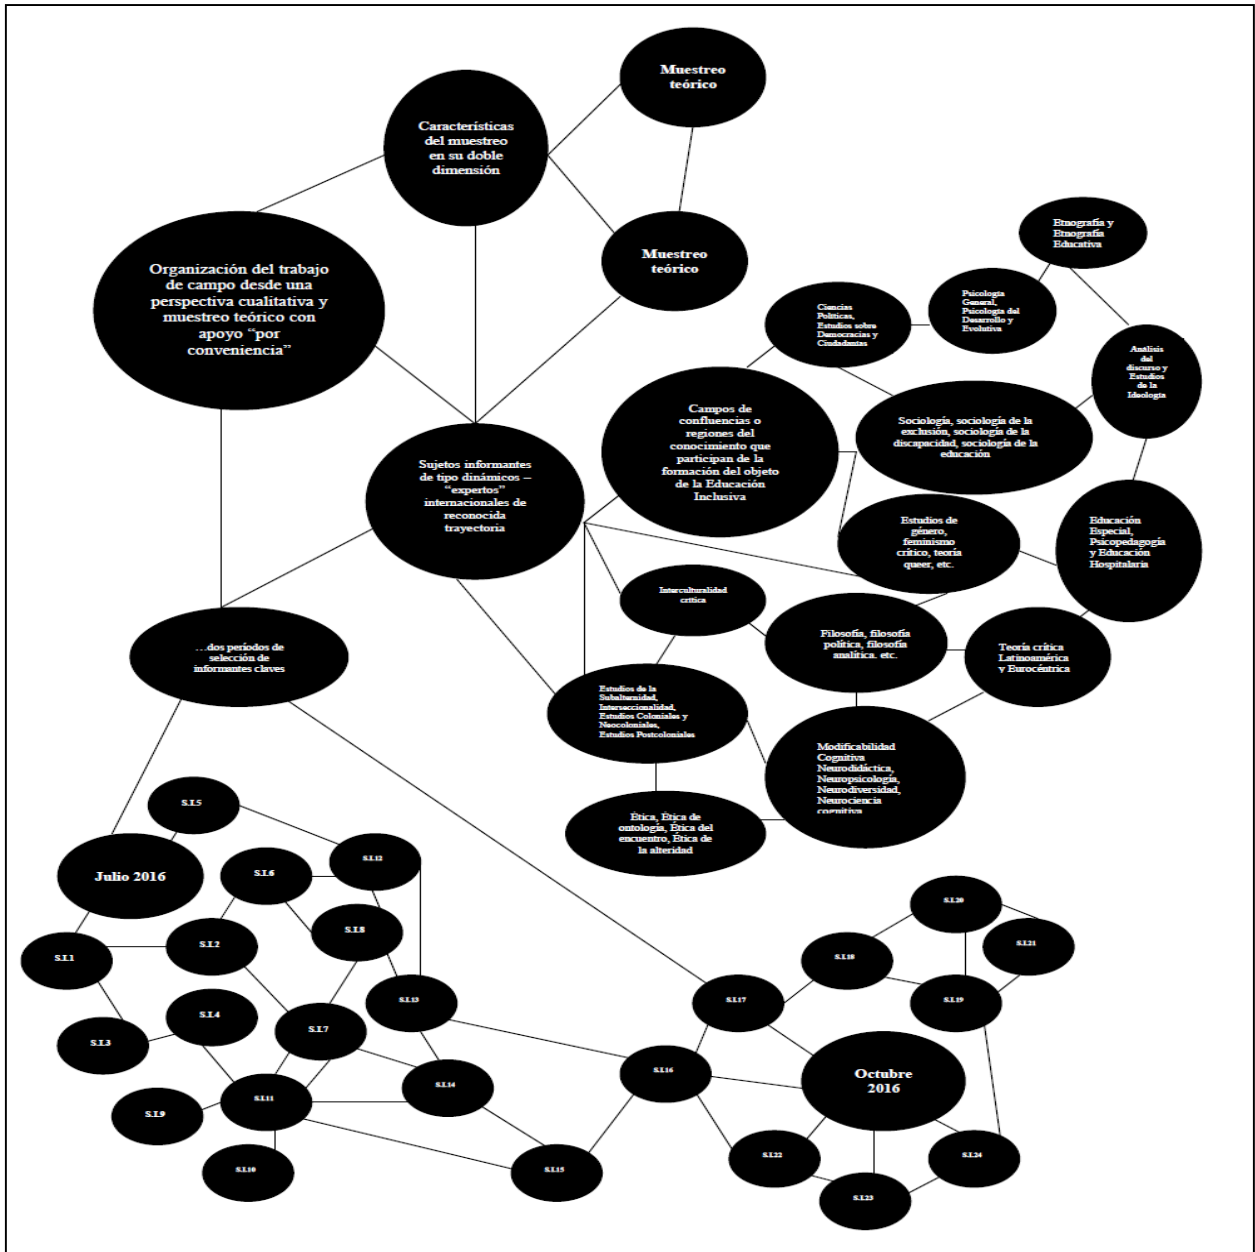 Muestreo
teórico
Características
del muestreo
en su doble
dimensión
Muestreo
teórico
Organización del trabajo
de campo desde una
perspectiva cualitativa y
muestreo teórico con
apoyo “por
conveniencia”
Etnografía y
Etnografía
Educativa
Psicología
General,
Psicología del
Desarrollo y
Evolutiva
Ciencias
Políticas,
Estudios sobre
Democracias y
Ciudadanías
Análisis
del
discurso y
Estudios
de la
Ideología
Campos de
confluencias o
regiones del
conocimiento que
participan de la
formación del objeto
de la Educación
Inclusiva
Sociología, sociología de la
exclusión, sociología de la
discapacidad, sociología de la
educación
Sujetos informantes
de tipo dinámicos –
“expertos”
internacionales de
reconocida
trayectoria
Estudios de
género,
feminismo
crítico, teoría
queer, etc.
Educación
Especial,
Psicopedagogía
y Educación
Hospitalaria
Interculturalidad
crítica
Filosofía, filosofía
política, filosofía
analítica. etc.
Teoría crítica
Latinoamérica
y Eurocéntrica
…dos períodos de
selección de
informantes claves
Estudios de la
Subalternidad,
Interseccionalidad,
Estudios Coloniales y
Neocoloniales,
Estudios Postcoloniales
Modificabilidad
Cognitiva
Neurodidáctica,
Neuropsicología,
Neurodiversidad,
Neurociencia
cognitiva
Ética, Ética de
ontología, Ética del
encuentro, Ética de
la alteridad
S.I.5
S.I.12
Julio 2016
S.I.6
S.I.8
S.I.1
S.I.2
S.I.20
S.I.21
S.I.18
S.I.13
S.I.17
S.I.19
S.I.4
S.I.7
S.I.3
S.I.16
Octubre
2016
S.I.14
S.I.11
S.I.9
S.I.10
S.I.15
S.I.22
S.I.24
S.I.23